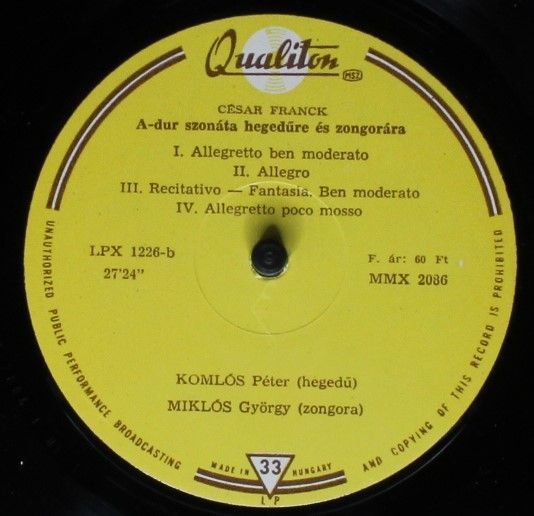 Qualiton
MSZ
CÉSAR FRANCK
A-dur szonáta hegedűre és zongorára
I. Allegretto ben moderato
II. Allegro
III. Recitativo — Fantasia. Ben moderato
IV. Allegretto poco mosso
LPX 1226-b
27'24"
F. ár: 60 Ft
MMX 2086
KOMLÓS Péter (hegedű)
MIKLÓS György (zongora)
UNAUTHORIZED PUBLIC PERFORMANCE BROADCASTING
AND COPYING OF THIS RECORD IS PROHIBITED
MADE IN HUNGARY
33
LP